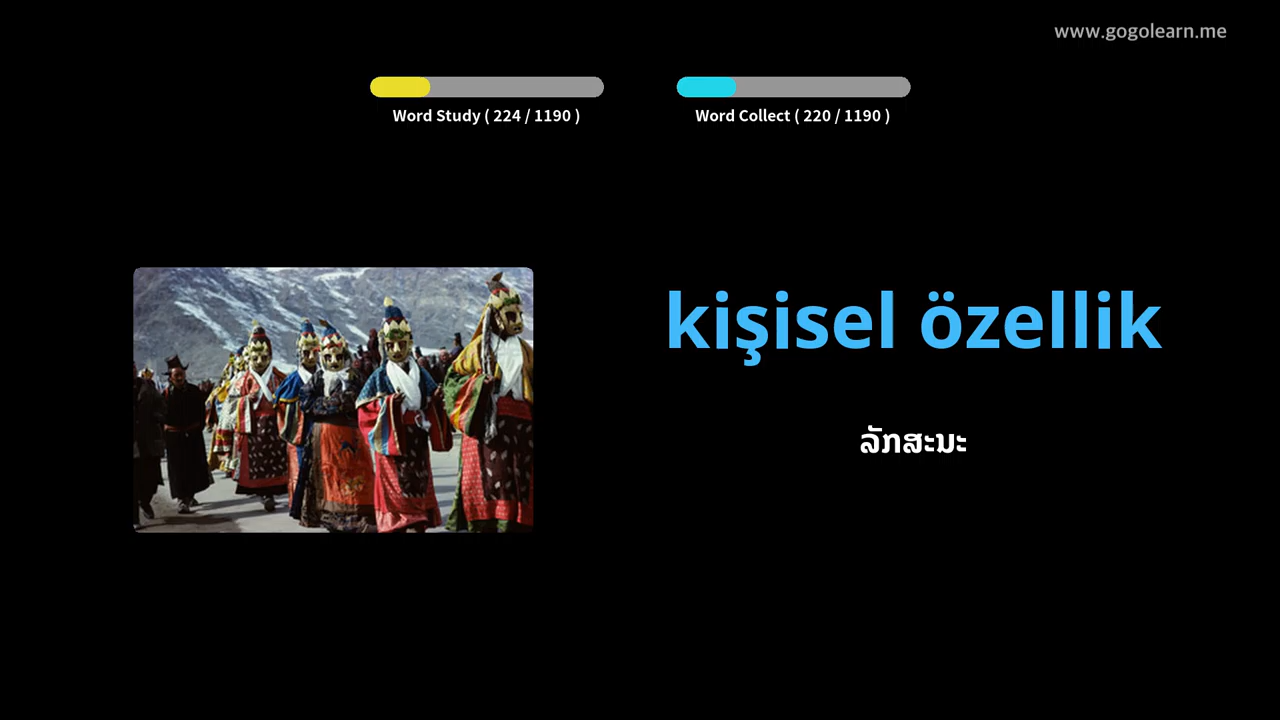 www.gogolearn.me
Word Study ( 224 / 1190 )
Word Collect ( 220 / 1190 )
kişisel özellik
ລັກສະນະ